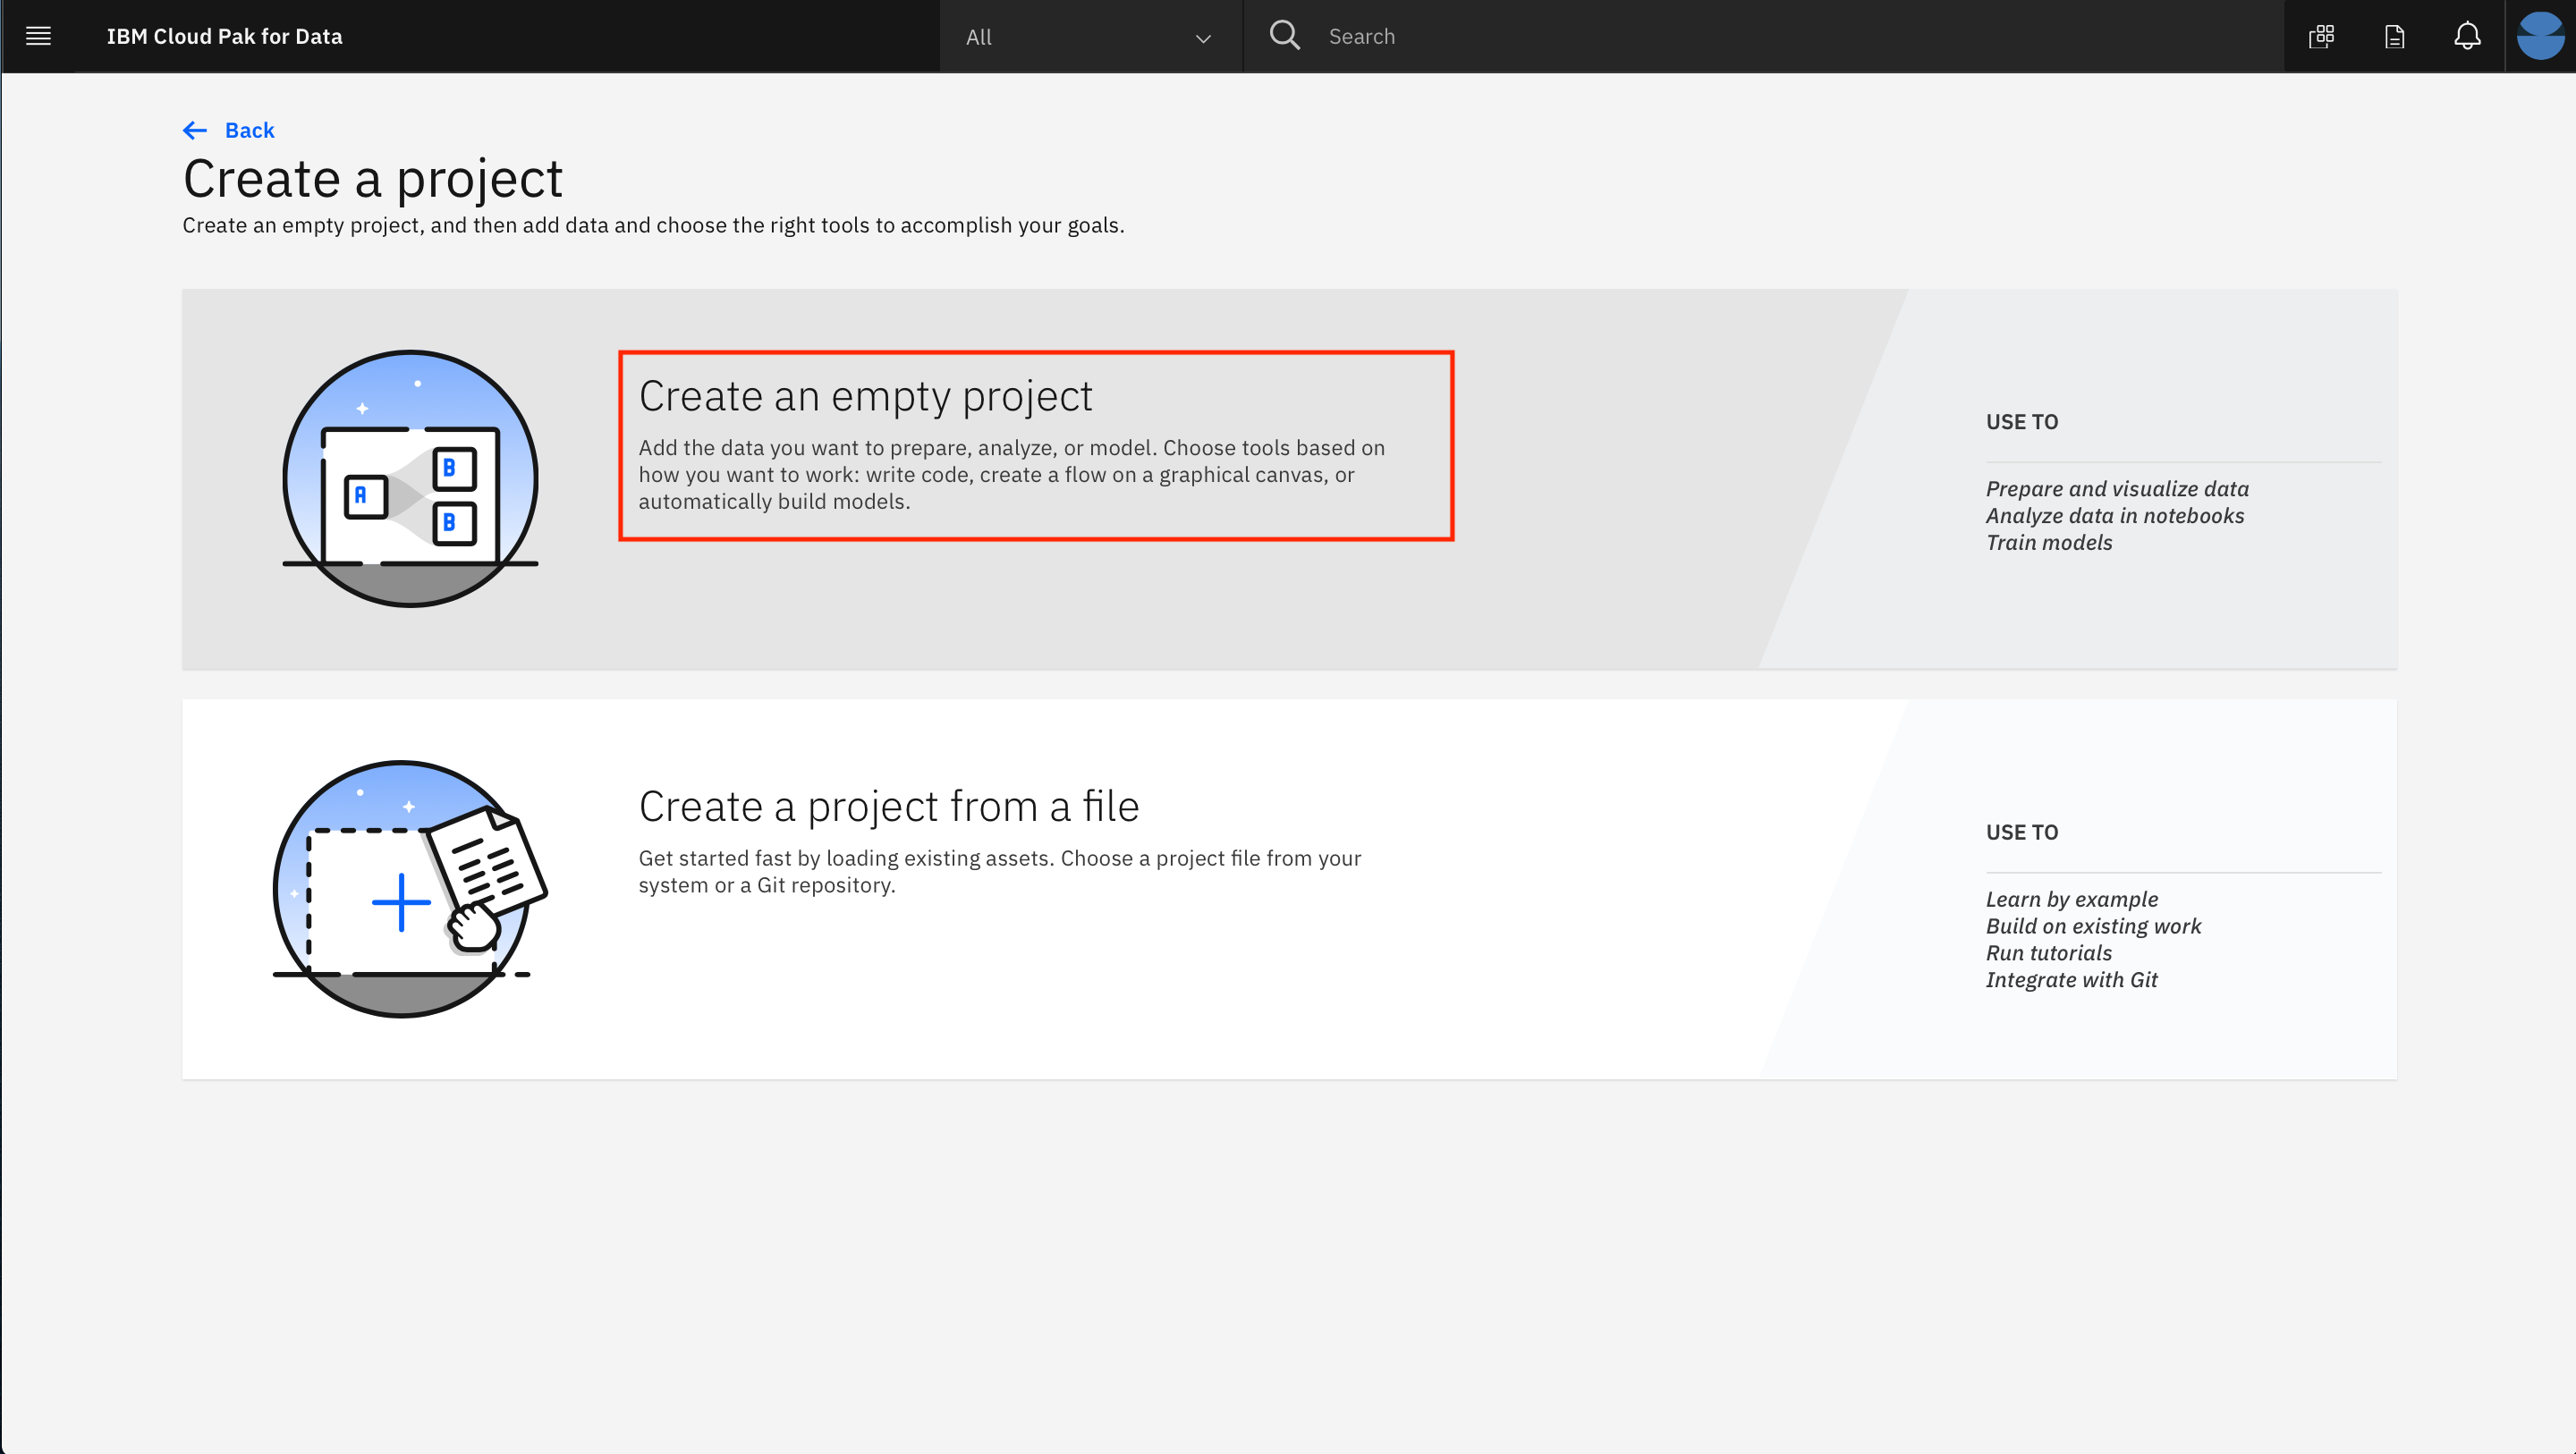 IBM Cloud Pak for Data
All
Search
Back
Create a project
Create an empty project, and then add data and choose the right tools to accomplish your goals.
A
B
B
Create an empty project
Add the data you want to prepare, analyze, or model. Choose tools based on
how you want to work: write code, create a flow on a graphical canvas, or
automatically build models.
USE TO
Prepare and visualize data
Analyze data in notebooks
Train models
Create a project from a file
Get started fast by loading existing assets. Choose a project file from your
system or a Git repository.
USE TO
Learn by example
Build on existing work
Run tutorials
Integrate with Git